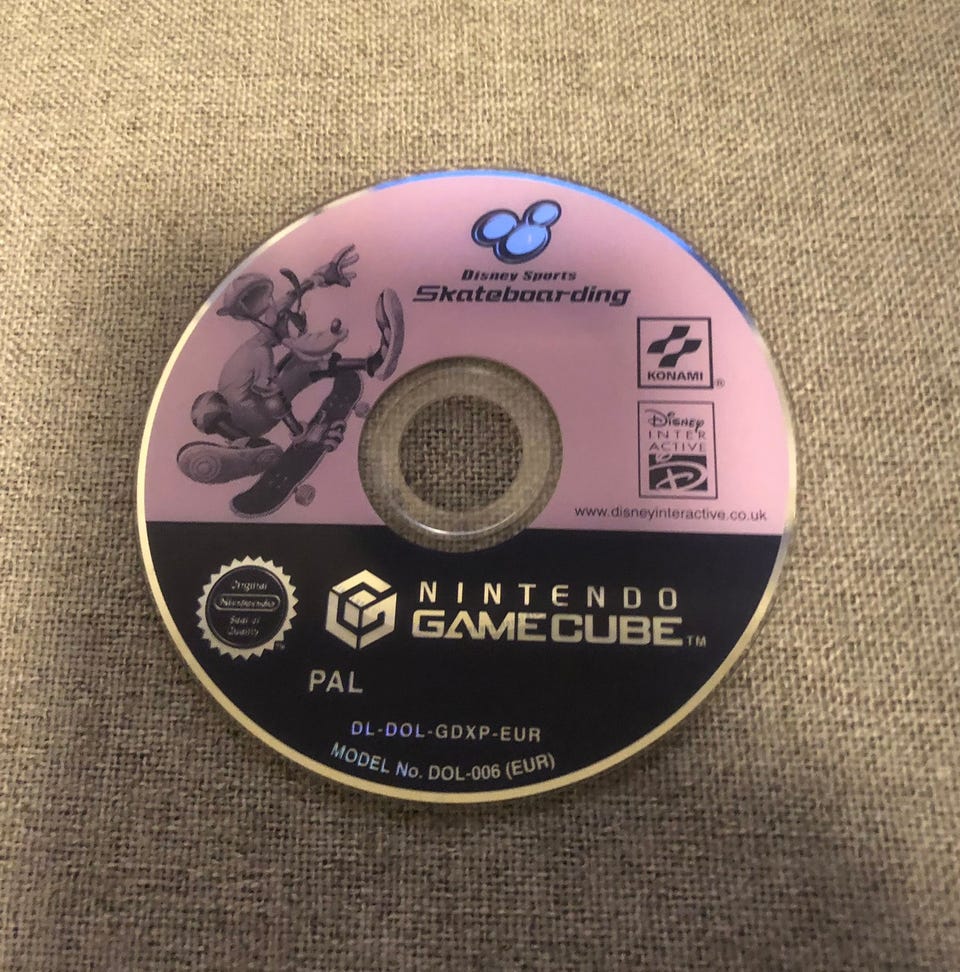 Disney Sports
Skateboarding
KONAMI®
Disney
INTER
ACTIVE
www.disneyinteractive.co.uk
Original
Nintendo
Seal of
Quality
NINTENDO
GAMECUBE™
PAL
DL-DOL-GDXP-EUR
MODEL No. DOL-006 (EUR)